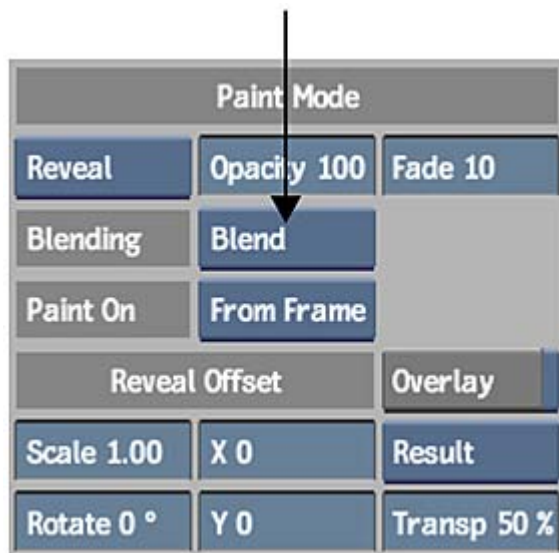 Paint Mode
Reveal Opacity 100 Fade 10
Blending Blend
Paint On From Frame
Reveal Offset Overlay
Scale 1.00 X 0 Result
Rotate 0 ° Y 0 Transp 50 %